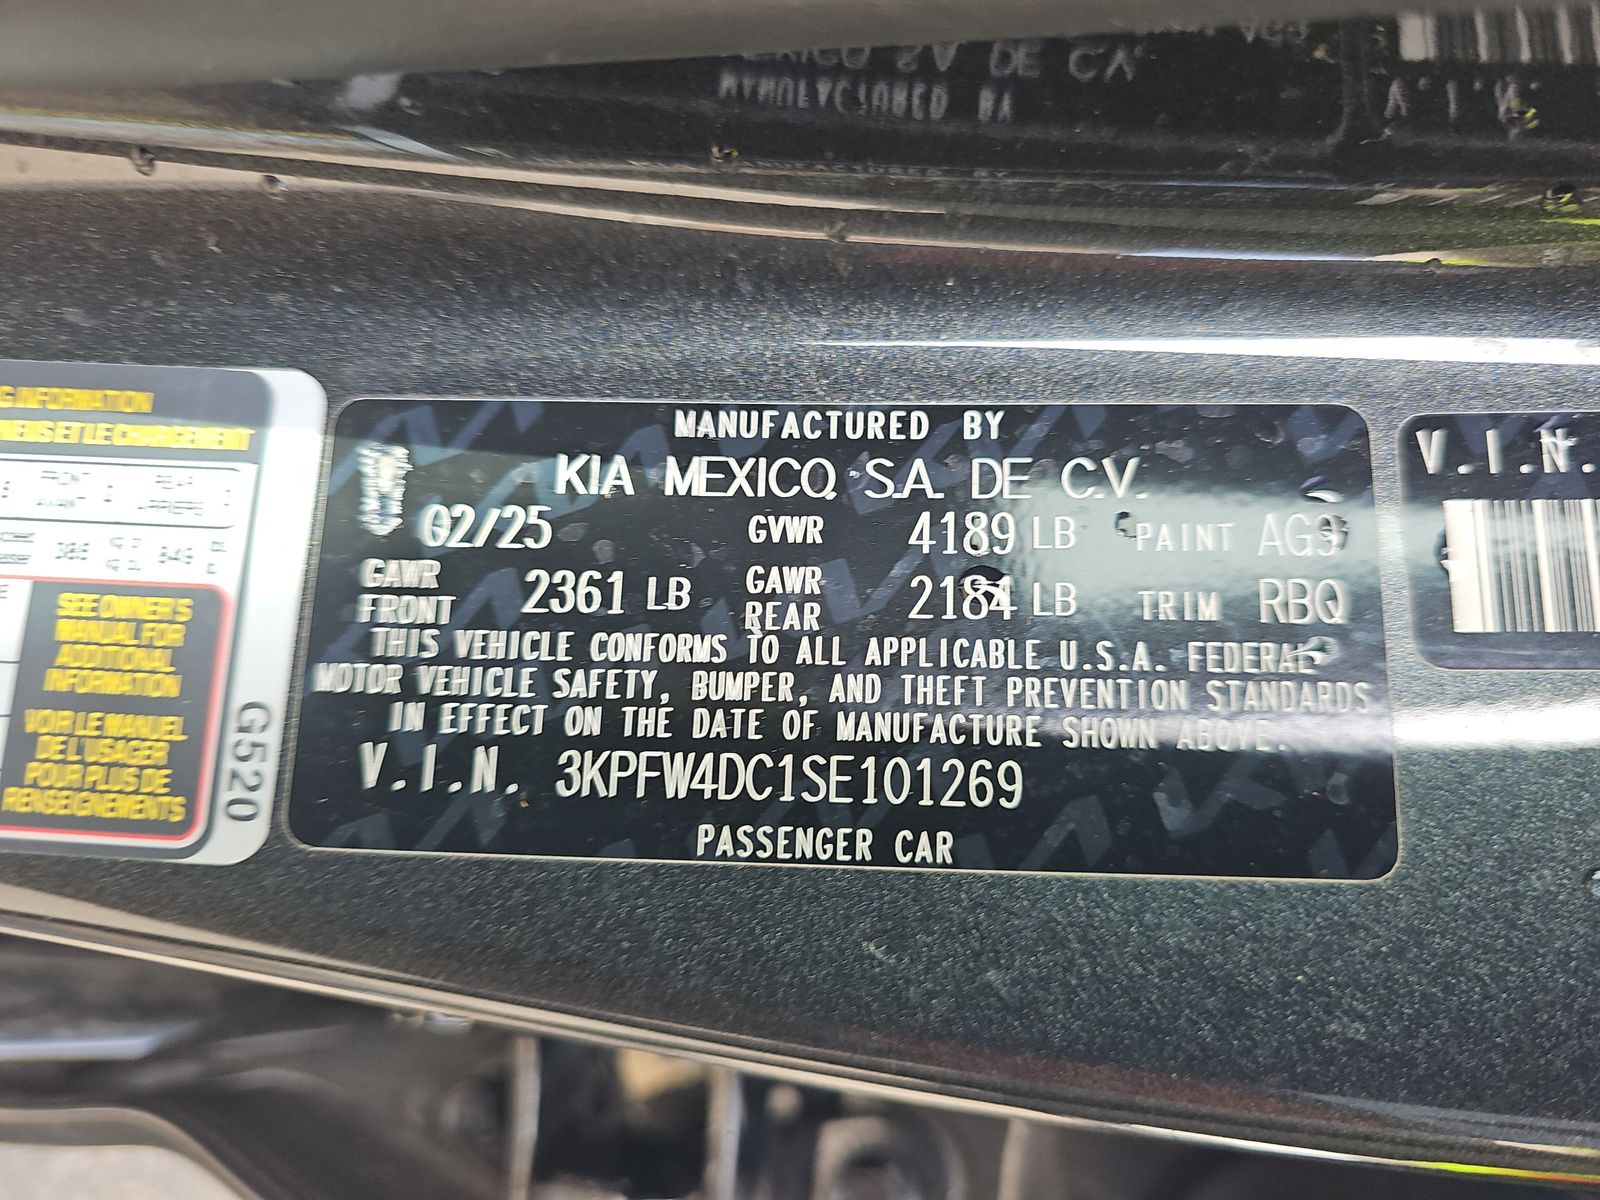 G INFORMATION
SEE OWNER'S
MANUAL FOR
ADDITIONAL
INFORMATION
VOIR LE MANUEL
DE L'USAGER
POUR PLUS DE
RENSEIGNEMENTS
G520
MANUFACTURED BY
KIA MEXICO, S.A. DE C.V.
02/25 GVWR 4189 LB PAINT AG9
GAWR FRONT 2361 LB GAWR REAR 2184 LB TRIM RBQ
THIS VEHICLE CONFORMS TO ALL APPLICABLE U.S.A. FEDERAL
MOTOR VEHICLE SAFETY, BUMPER, AND THEFT PREVENTION STANDARDS
IN EFFECT ON THE DATE OF MANUFACTURE SHOWN ABOVE.
V.I.N. 3KPFW4DC1SE101269
PASSENGER CAR
V.I.N.